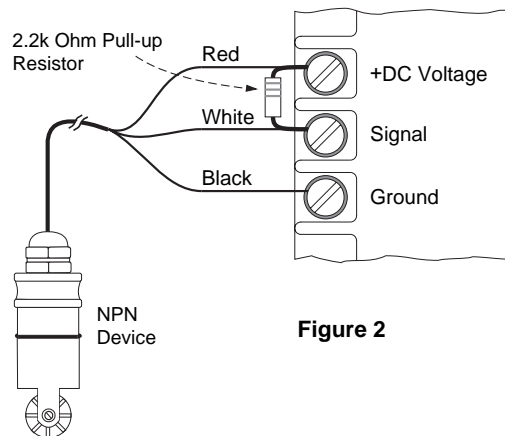 2.2k Ohm Pull-up
Resistor
Red
+DC Voltage
White
Signal
Black
Ground
NPN
Device
Figure 2